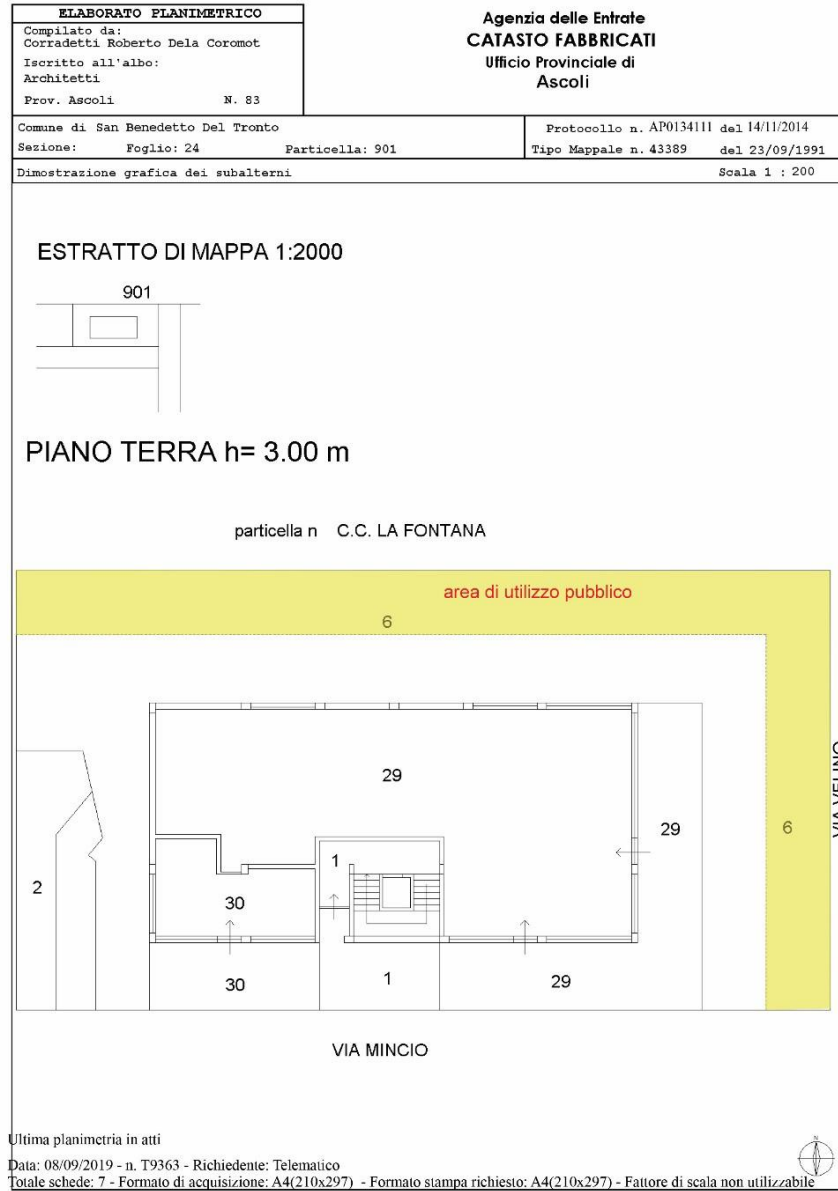 ELABORATO PLANIMETRICO
Compilato da:
Corradetti Roberto Dela Coromot
Iscritto all'albo:
Architetti
Prov. Ascoli N. 83
Agenzia delle Entrate
CATASTO FABBRICATI
Ufficio Provinciale di
Ascoli
Comune di San Benedetto Del Tronto
Sezione: Foglio: 24 Particella: 901
Protocollo n. AP0134111 del 14/11/2014
Tipo Mappale n. 43389 del 23/09/1991
Dimostrazione grafica dei subalterni Scala 1 : 200
ESTRATTO DI MAPPA 1:2000
901
PIANO TERRA h= 3.00 m
particella n C.C. LA FONTANA
area di utilizzo pubblico
6
29
29
6
VIA VELINO
2
1
30
30
1
29
VIA MINCIO
Ultima planimetria in atti
Data: 08/09/2019 - n. T9363 - Richiedente: Telematico
Totale schede: 7 - Formato di acquisizione: A4(210x297) - Formato stampa richiesto: A4(210x297) - Fattore di scala non utilizzabile
N